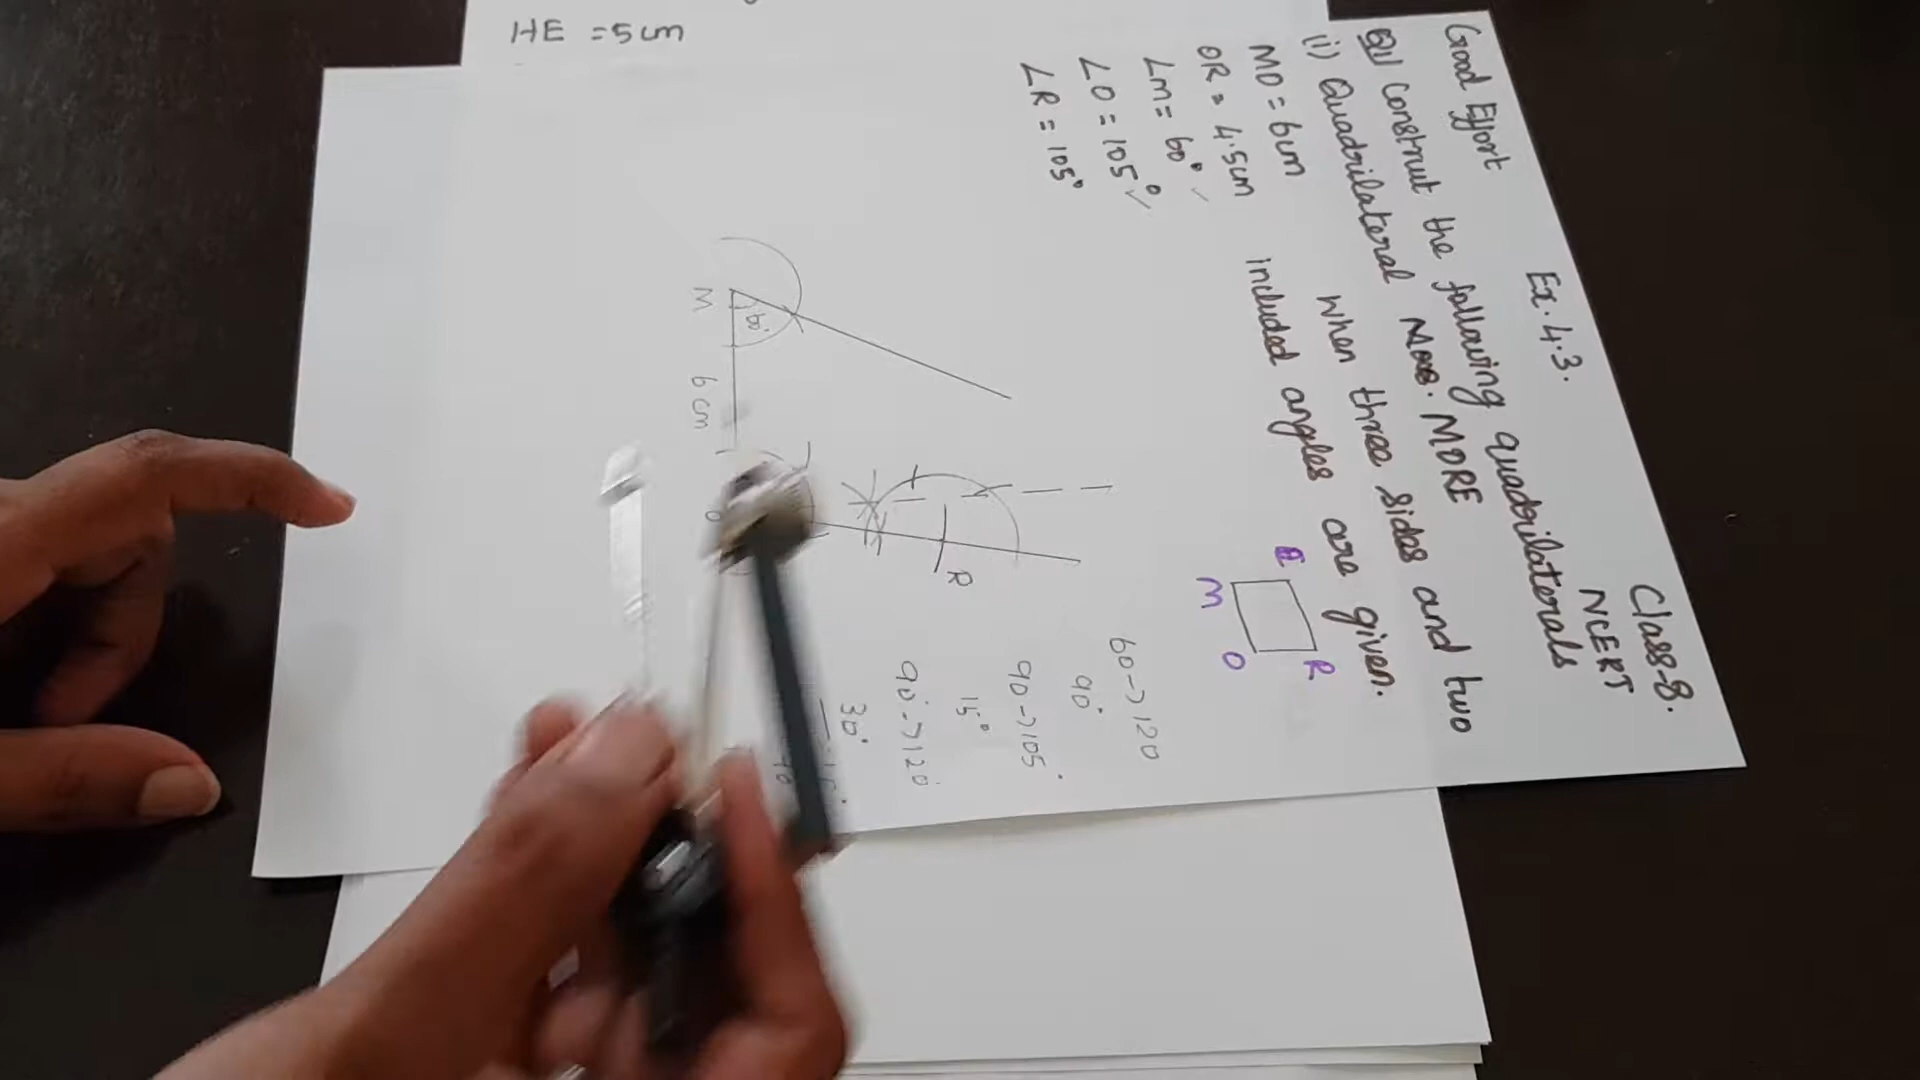 HE = 5cm
Class-8.
NCERT
Ex. 4.3.
Good Effort
Q1) Construct the following quadrilaterals
(i) Quadrilateral MORE
MO = 6cm
OR = 4.5cm
∠M = 60° ✓
∠O = 105° ✓
∠R = 105°
When three sides and two
included angles are given.
E
R
M
O
60->120
90°
90->105°
15°
90->120
30°
M
60°
6 cm
O
R